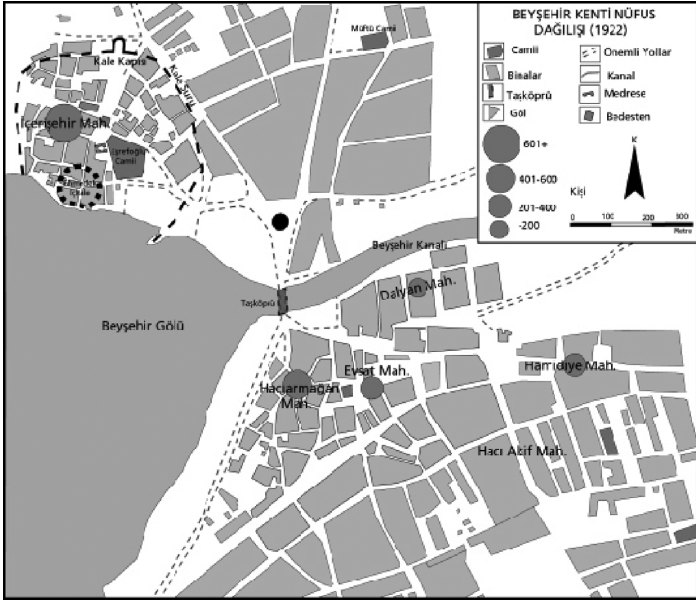 BEYŞEHİR KENTİ NÜFUS
DAĞILIŞI (1922)
Camii
Binalar
Taşköprü
Göl
Önemli Yollar
Kanal
Medrese
Bedesten
601+
401-600
201-400
-200
K
Kişi
0 100 200 300
Metre
Müftü Camii
Kale Kapısı
Kale Suru
İçerişehir Mah.
Eşrefoğlu
Camii
Beyşehir Kanalı
Taşköprü
Dalyan Mah.
Beyşehir Gölü
Evsat Mah.
Hacıarmağan
Mah.
Hamidiye Mah.
Hacı Akif Mah.